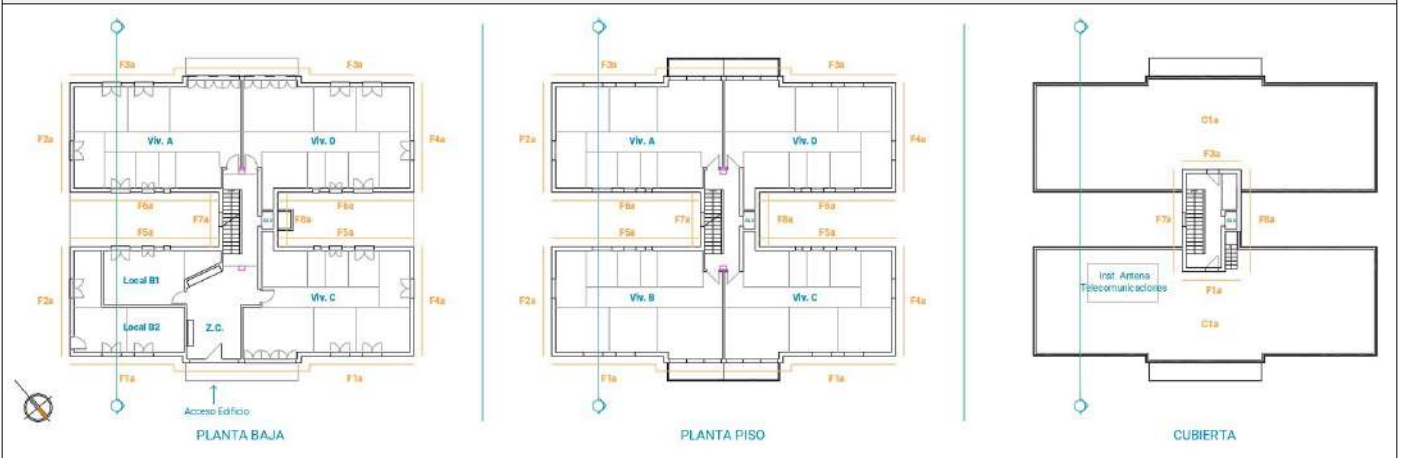 F3a F3a
F2a Viv. A Viv. D F4a
F6a F6a
F7a F8a
F5a F5a
Local B1
F2a Viv. C F4a
Local B2 Z.C.
F1a F1a
Acceso Edificio
PLANTA BAJA
F3a F3a
F2a Viv. A Viv. D F4a
F6a F6a
F7a F8a
F5a F5a
F2a Viv. B Viv. C F4a
F1a F1a
PLANTA PISO
C1a
F3a
F7a F8a
Inst. Antena
Telecomunicaciones
F1a
C1a
CUBIERTA